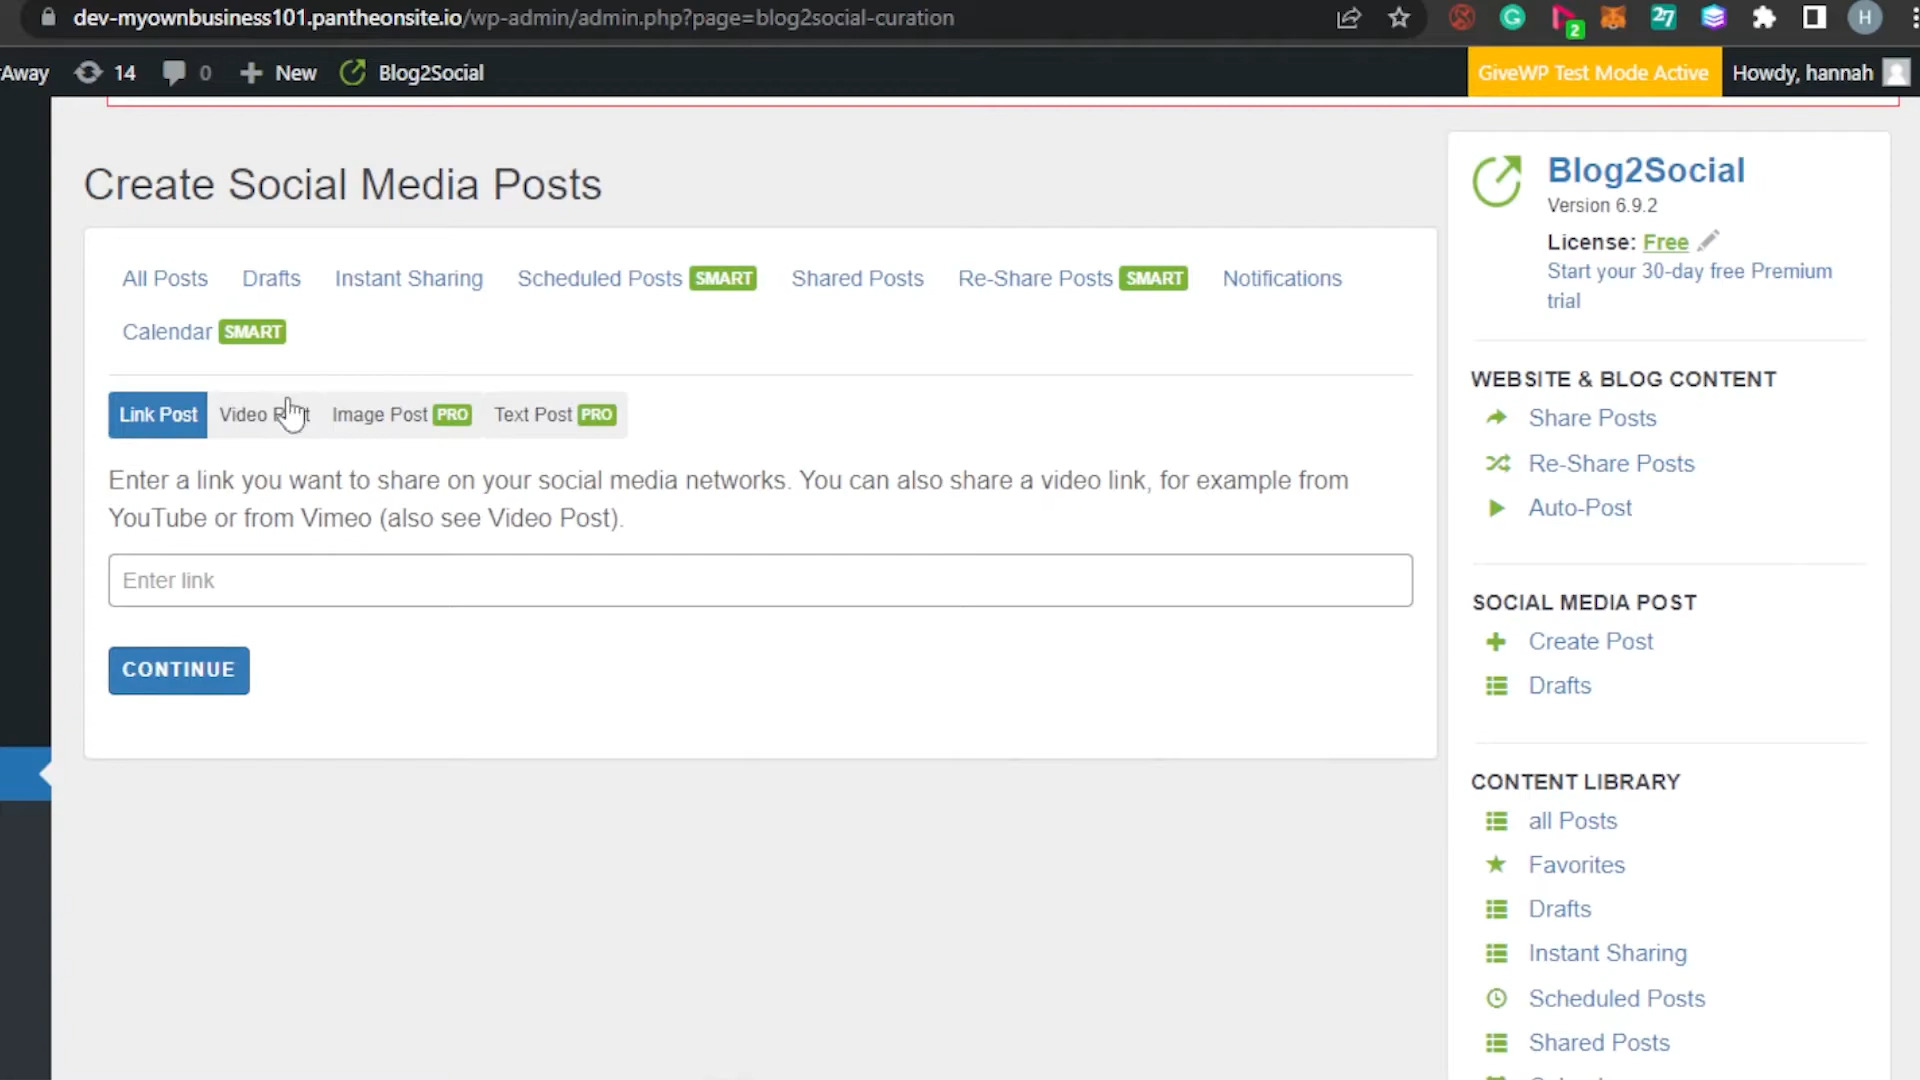 dev-myownbusiness101.pantheonsite.io/wp-admin/admin.php?page=blog2social-curation
2
27
H
Away 14 0 New Blog2Social
GiveWP Test Mode Active Howdy, hannah
Create Social Media Posts
All Posts Drafts Instant Sharing Scheduled Posts SMART Shared Posts Re-Share Posts SMART Notifications
Calendar SMART
Link Post Video Image Post PRO Text Post PRO
Enter a link you want to share on your social media networks. You can also share a video link, for example from
YouTube or from Vimeo (also see Video Post).
Enter link
CONTINUE
Blog2Social
Version 6.9.2
License: Free
Start your 30-day free Premium
trial
WEBSITE & BLOG CONTENT
Share Posts
Re-Share Posts
Auto-Post
SOCIAL MEDIA POST
Create Post
Drafts
CONTENT LIBRARY
all Posts
Favorites
Drafts
Instant Sharing
Scheduled Posts
Shared Posts